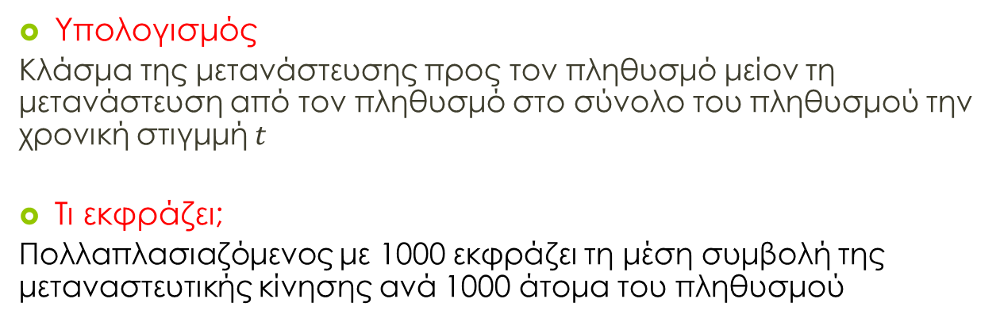 Υπολογισμός
Κλάσμα της μετανάστευσης προς τον πληθυσμό μείον τη
μετανάστευση από τον πληθυσμό στο σύνολο του πληθυσμού την
χρονική στιγμμή t
Τι εκφράζει;
Πολλαπλασιαζόμενος με 1000 εκφράζει τη μέση συμβολή της
μεταναστευτικής κίνησης ανά 1000 άτομα του πληθυσμού